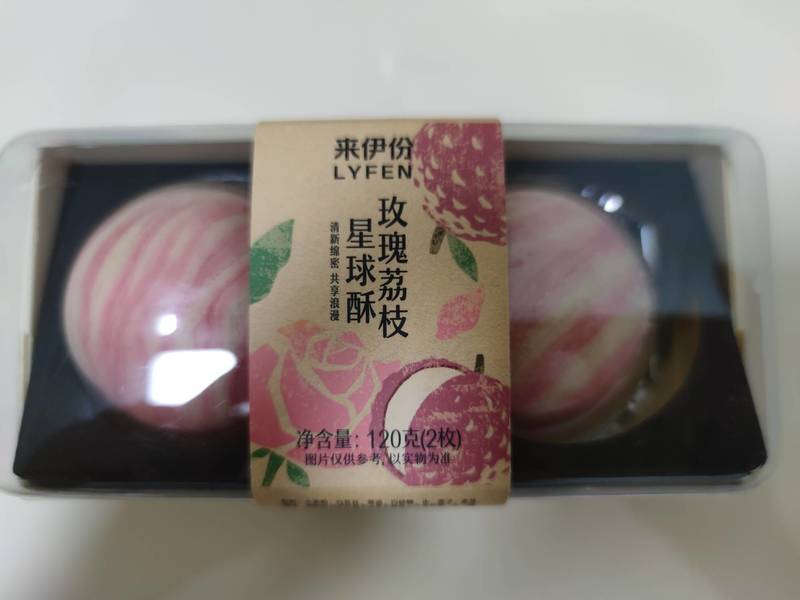 来伊份
LYFEN
玫瑰荔枝
星球酥
清新绵密 共享浪漫
净含量：120克(2枚)
图片仅供参考，以实物为准